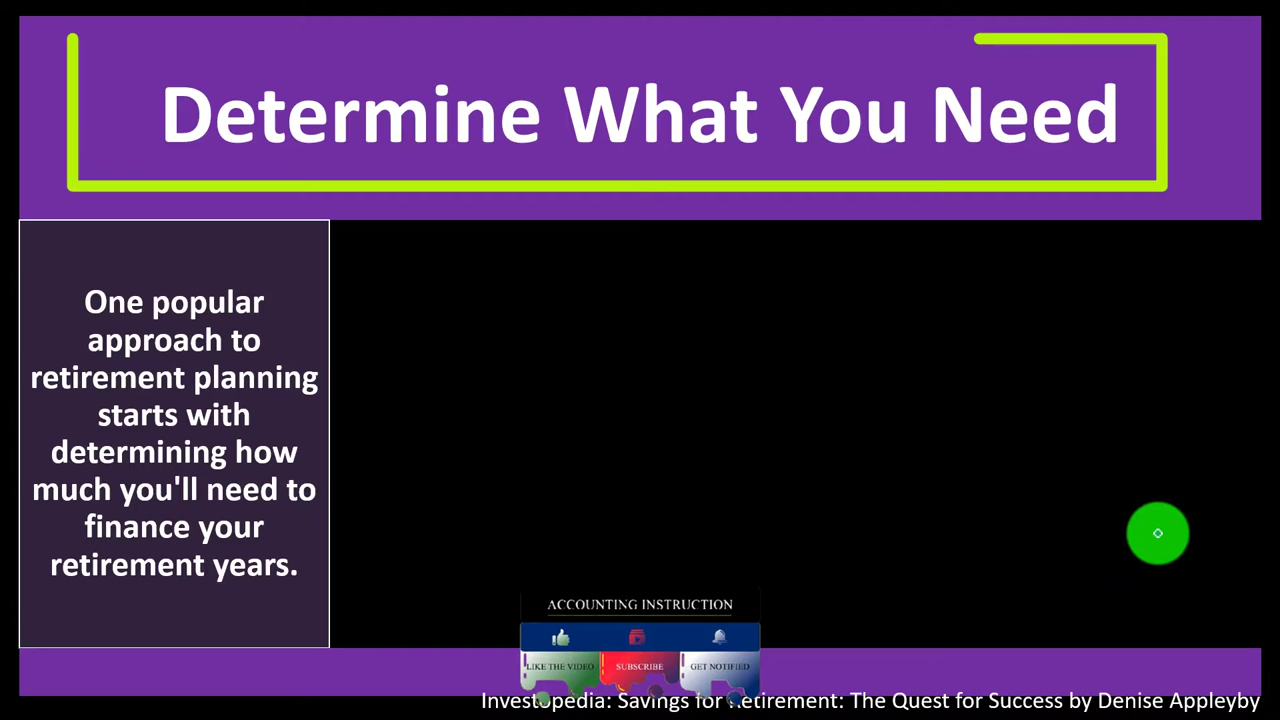 Determine What You Need
One popular
approach to
retirement planning
starts with
determining how
much you'll need to
finance your
retirement years.
ACCOUNTING INSTRUCTION
LIKE THE VIDEO
SUBSCRIBE
GET NOTIFIED
Investopedia: Savings for Retirement: The Quest for Success by Denise Appleyby